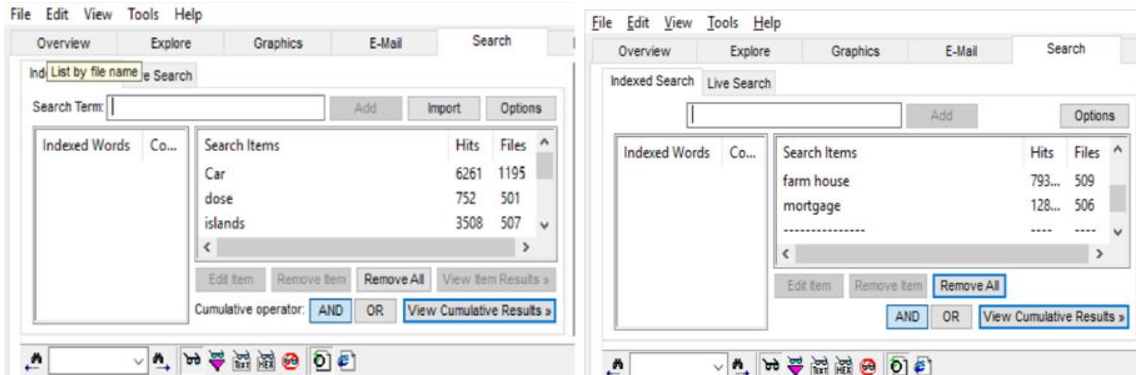 File Edit View Tools Help
Overview Explore Graphics E-Mail Search
List by file name e Search
Search Term: Add Import Options
Indexed Words Co... Search Items Hits Files
Car 6261 1195
dose 752 501
islands 3508 507
Edit Item Remove Item Remove All View Item Results »
Cumulative operator: AND OR View Cumulative Results »
TEXT HEX
File Edit View Tools Help
Overview Explore Graphics E-Mail Search
Indexed Search Live Search
Add Options
Indexed Words Co... Search Items Hits Files
farm house 793... 509
mortgage 128... 506
--------------- ---- ----
Edit Item Remove Item Remove All
AND OR View Cumulative Results »
TEXT HEX